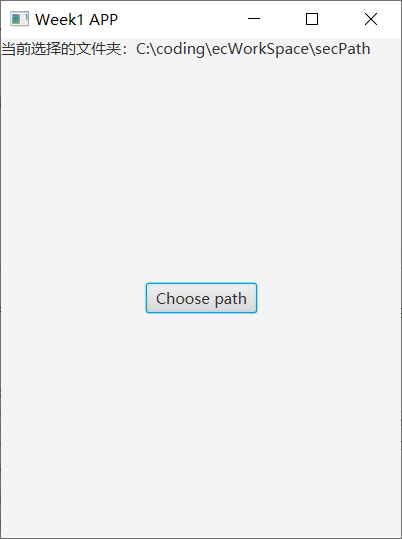 Week1 APP
当前选择的文件夹：C:\coding\ecWorkSpace\secPath
Choose path